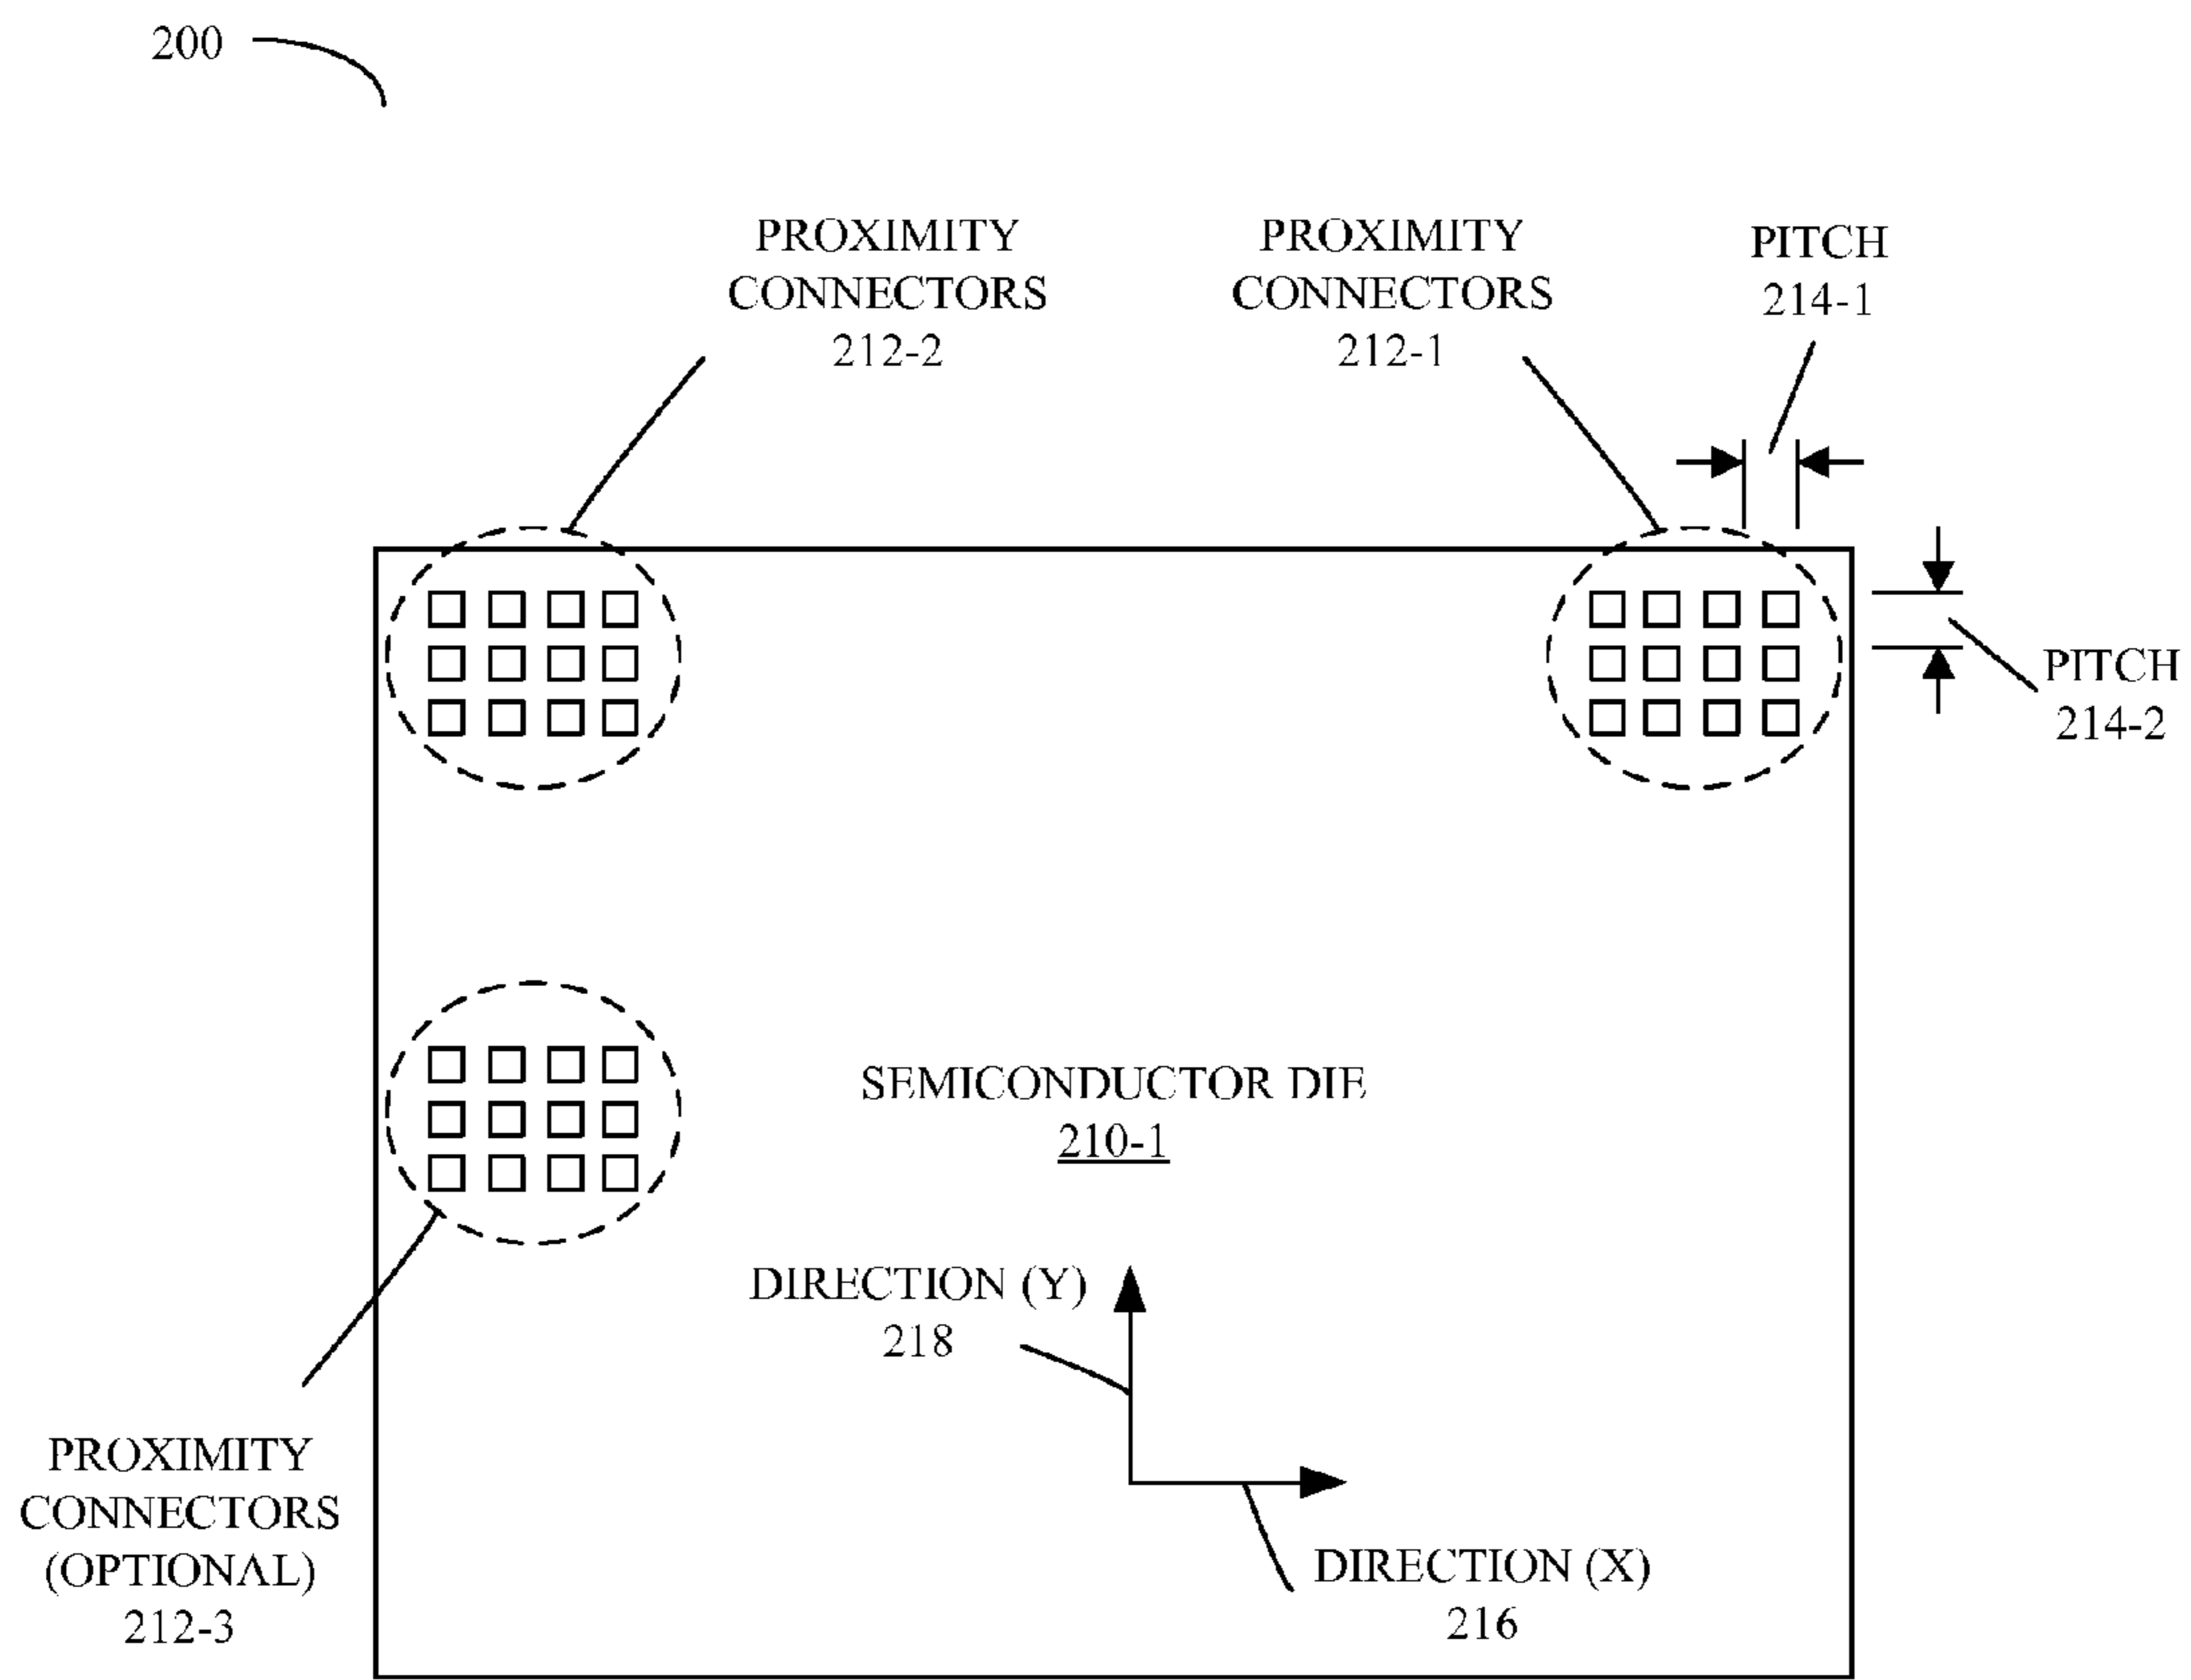 200
PROXIMITY
CONNECTORS
212-2
PROXIMITY
CONNECTORS
212-1
PITCH
214-1
PITCH
214-2
SEMICONDUCTOR DIE
210-1
DIRECTION (Y)
218
DIRECTION (X)
216
PROXIMITY
CONNECTORS
(OPTIONAL)
212-3